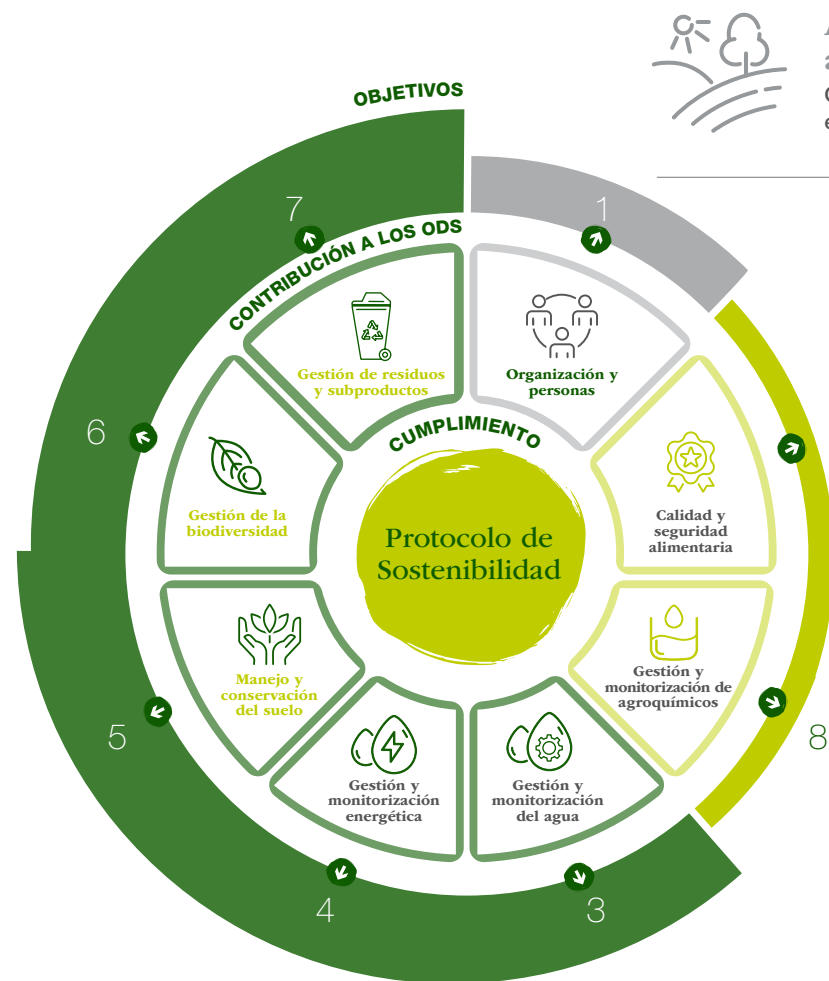 OBJETIVOS
7
1
CONTRIBUCIÓN A LOS ODS
Gestión de residuos
y subproductos
Organización y
personas
6
CUMPLIMIENTO
Gestión de la
biodiversidad
Calidad y
seguridad
alimentaria
Protocolo de
Sostenibilidad
Manejo y
conservación
del suelo
Gestión y
monitorización de
agroquímicos
5
8
Gestión y
monitorización
energética
Gestión y
monitorización
del agua
4
3